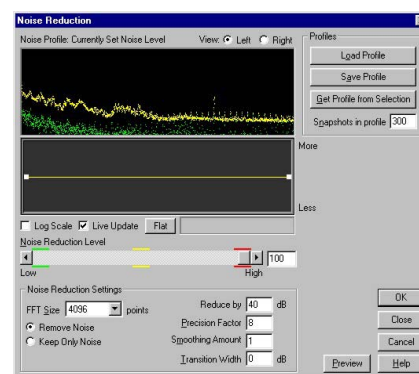 Noise Reduction
Noise Profile: Currently Set Noise Level
View: Left Right
Profiles
Load Profile
Save Profile
Get Profile from Selection
Snapshots in profile 300
More
Less
Log Scale Live Update Flat
Noise Reduction Level
100
Low High
Noise Reduction Settings
FFT Size 4096 points
Remove Noise
Keep Only Noise
Reduce by 40 dB
Precision Factor 8
Smoothing Amount 1
Transition Width 0 dB
OK
Close
Cancel
Preview Help